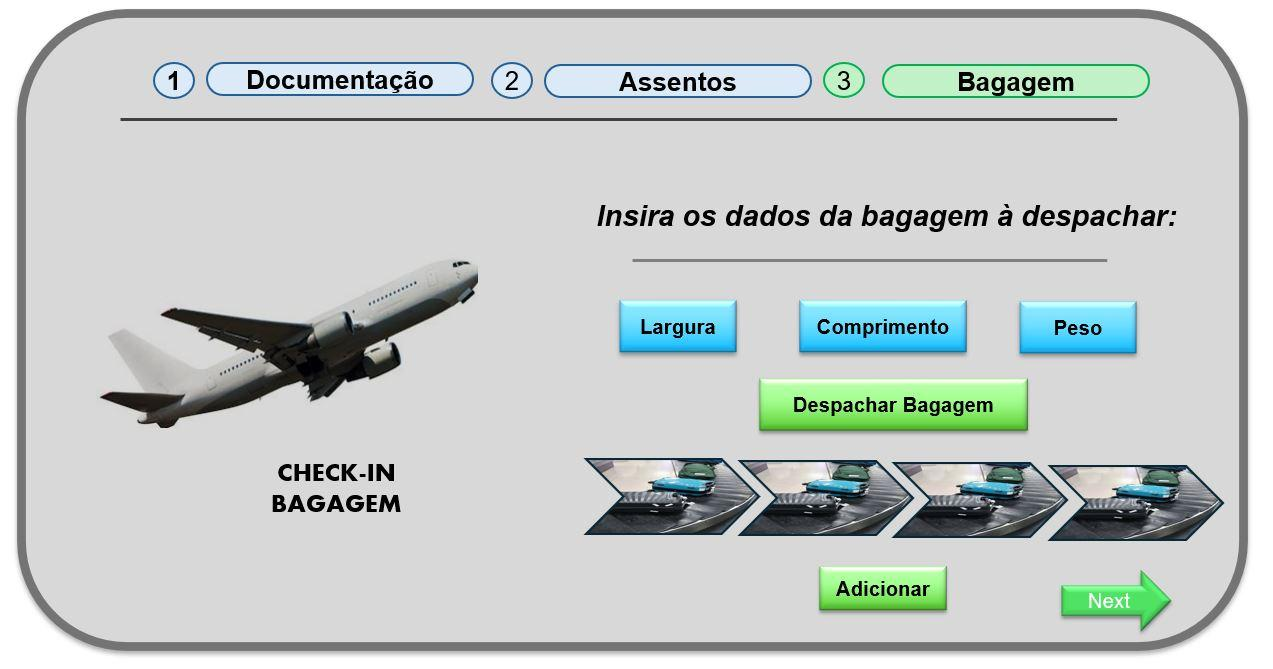 1 Documentação 2 Assentos 3 Bagagem
Insira os dados da bagagem à despachar:
Largura Comprimento Peso
Despachar Bagagem
CHECK-IN
BAGAGEM
Adicionar
Next